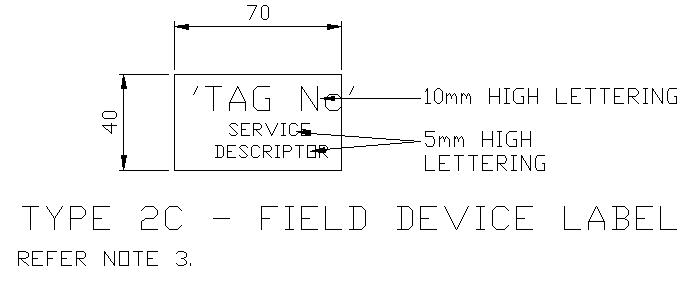 70
40
'TAG No'
10mm HIGH LETTERING
SERVICE
DESCRIPTOR
5mm HIGH
LETTERING
TYPE 2C - FIELD DEVICE LABEL
REFER NOTE 3.